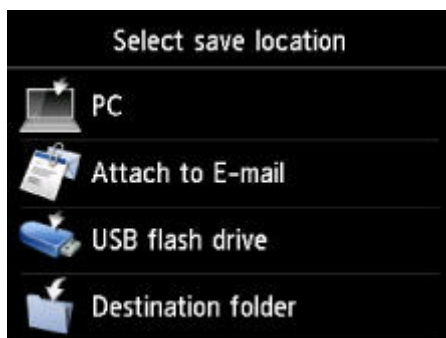 Select save location
PC
Attach to E-mail
USB flash drive
Destination folder